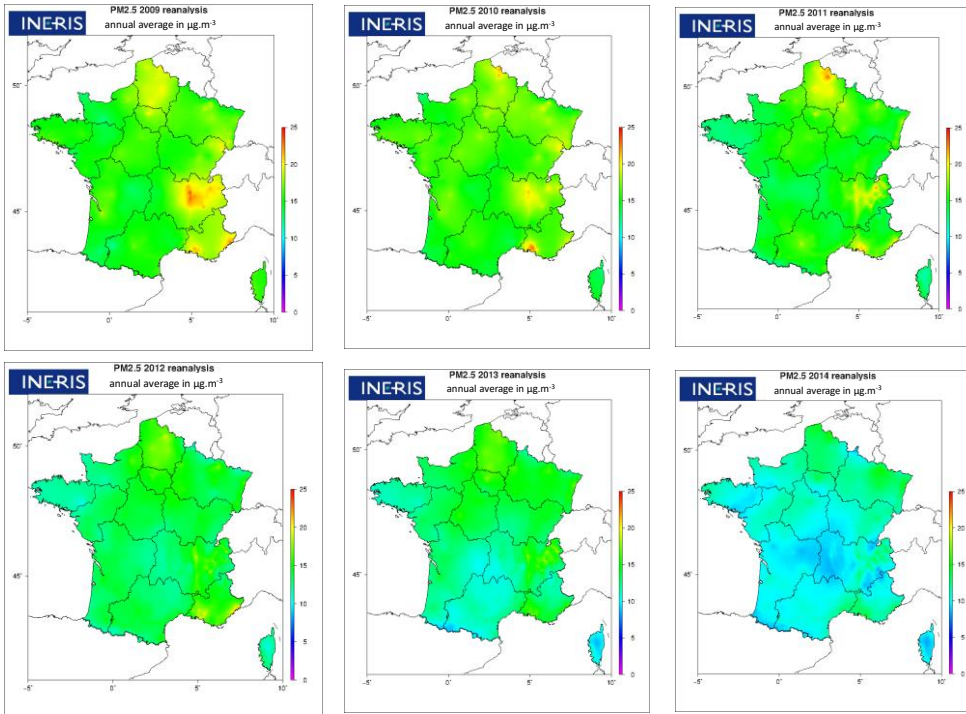 PM2.5 2009 reanalysis
INERIS
annual average in µg.m-3
50°
45°
25
20
15
10
5
0
−5° 0° 5° 10°
PM2.5 2010 reanalysis
INERIS
annual average in µg.m-3
50°
45°
25
20
15
10
5
0
−5° 0° 5° 10°
PM2.5 2011 reanalysis
INERIS
annual average in µg.m-3
50°
45°
25
20
15
10
5
0
−5° 0° 5° 10°
PM2.5 2012 reanalysis
INERIS
annual average in µg.m-3
50°
45°
25
20
15
10
5
0
−5° 0° 5° 10°
PM2.5 2013 reanalysis
INERIS
annual average in µg.m-3
50°
45°
25
20
15
10
5
0
−5° 0° 5° 10°
PM2.5 2014 reanalysis
INERIS
annual average in µg.m-3
50°
45°
25
20
15
10
5
0
−5° 0° 5° 10°